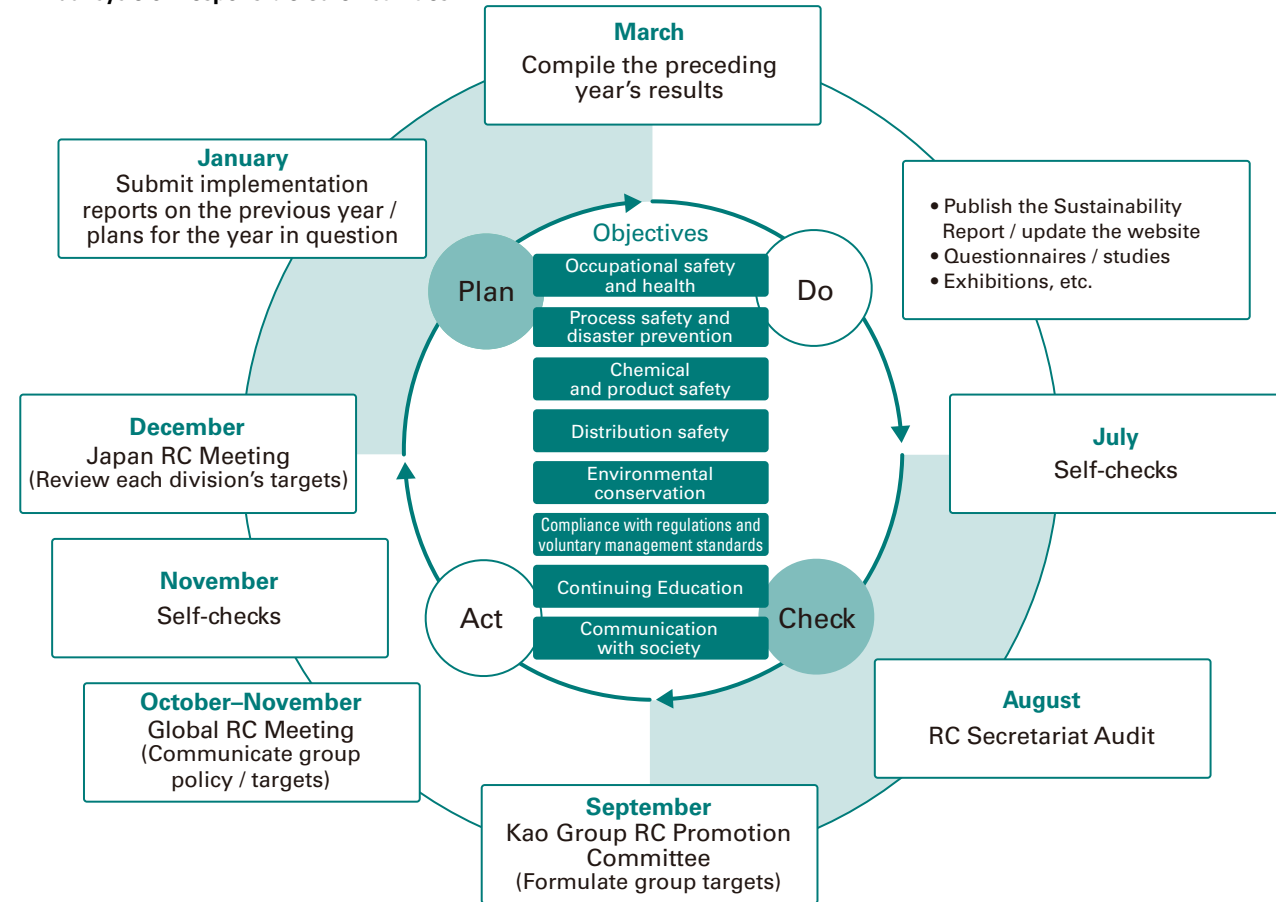 March
Compile the preceding
year's results
January
Submit implementation
reports on the previous year /
plans for the year in question
• Publish the Sustainability
Report / update the website
• Questionnaires / studies
• Exhibitions, etc.
Objectives
Plan
Do
Occupational safety
and health
Process safety and
disaster prevention
Chemical
and product safety
Distribution safety
Environmental
conservation
Compliance with regulations and
voluntary management standards
Continuing Education
Communication
with society
Act
Check
December
Japan RC Meeting
(Review each division's targets)
July
Self-checks
November
Self-checks
October–November
Global RC Meeting
(Communicate group
policy / targets)
August
RC Secretariat Audit
September
Kao Group RC Promotion
Committee
(Formulate group targets)